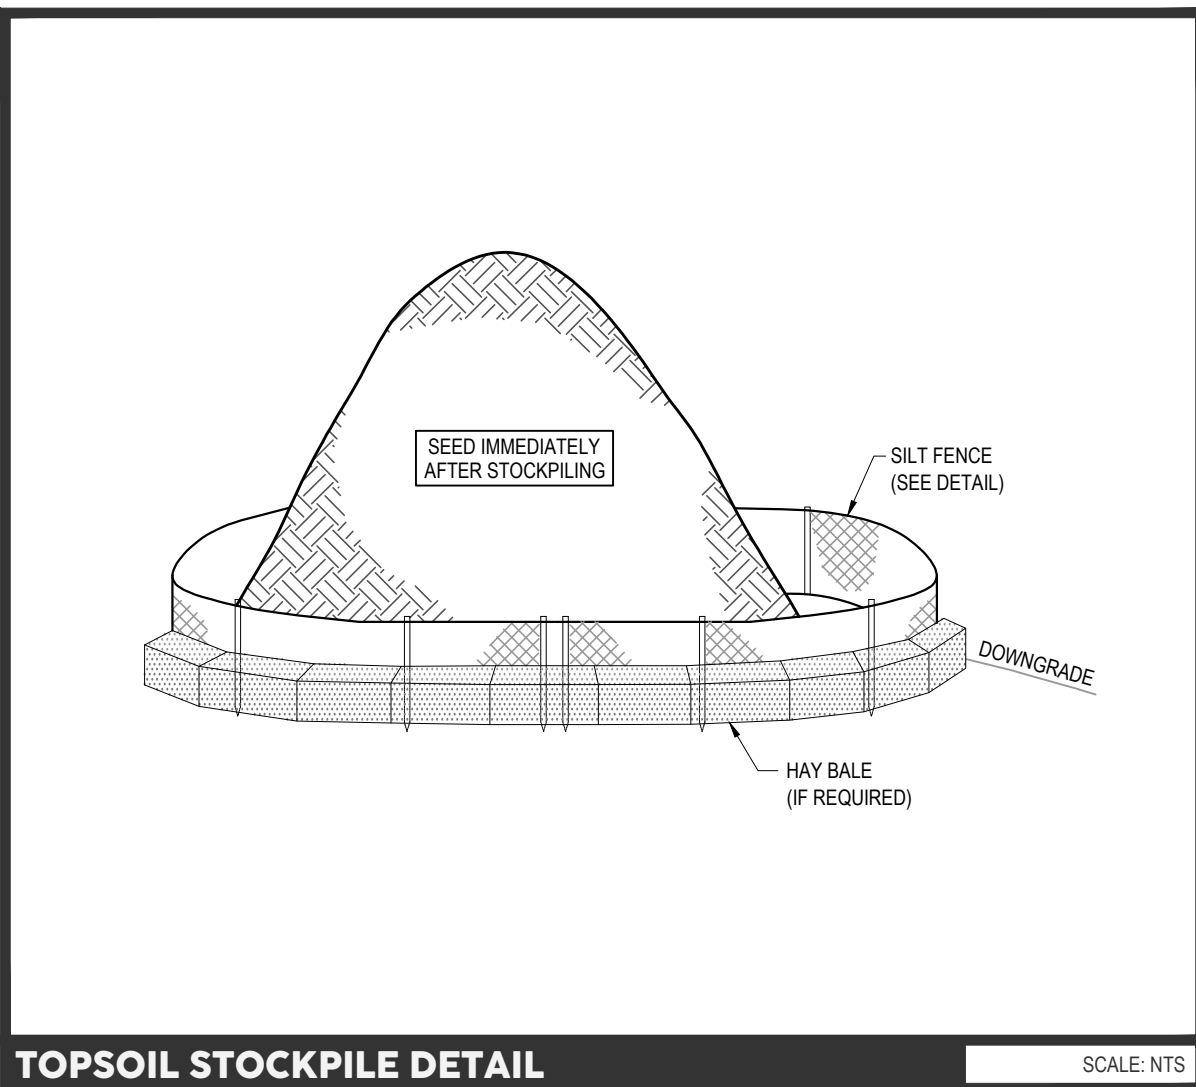 SEED IMMEDIATELY
AFTER STOCKPILING
SILT FENCE
(SEE DETAIL)
DOWNGRADE
HAY BALE
(IF REQUIRED)
TOPSOIL STOCKPILE DETAIL
SCALE: NTS